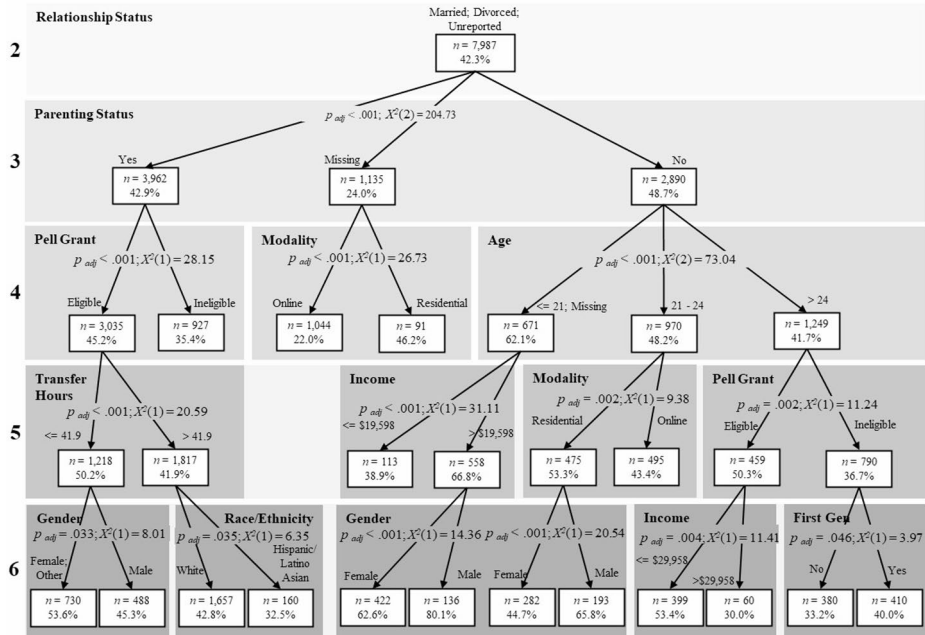 Relationship Status
Married; Divorced;
Unreported
2
n = 7,987
42.3%
Parenting Status
p adj < .001; X²(2) = 204.73
3
Yes
Missing
No
n = 3,962
42.9%
n = 1,135
24.0%
n = 2,890
48.7%
Pell Grant
Modality
Age
p adj < .001; X²(1) = 28.15
p adj < .001; X²(1) = 26.73
p adj < .001; X²(2) = 73.04
4
Eligible
Ineligible
Online
Residential
<= 21; Missing
21 - 24
> 24
n = 3,035
45.2%
n = 927
35.4%
n = 1,044
22.0%
n = 91
46.2%
n = 671
62.1%
n = 970
48.2%
n = 1,249
41.7%
Transfer
Hours
Income
Modality
Pell Grant
p adj < .001; X²(1) = 20.59
p adj < .001; X²(1) = 31.11
p adj = .002; X²(1) = 9.38
p adj = .002; X²(1) = 11.24
5
<= 41.9
> 41.9
<= $19,598
> $19,598
Residential
Online
Eligible
Ineligible
n = 1,218
50.2%
n = 1,817
41.9%
n = 113
38.9%
n = 558
66.8%
n = 475
53.3%
n = 495
43.4%
n = 459
50.3%
n = 790
36.7%
Gender
Race/Ethnicity
Gender
Income
First Gen
p adj = .033; X²(1) = 8.01
p adj = .035; X²(1) = 6.35
p adj < .001; X²(1) = 14.36
p adj < .001; X²(1) = 20.54
p adj = .004; X²(1) = 11.41
p adj = .046; X²(1) = 3.97
6
Female;
Other
Male
White
Hispanic/
Latino
Asian
Female
Male
Female
Male
<= $29,958
>$29,958
No
Yes
n = 730
53.6%
n = 488
45.3%
n = 1,657
42.8%
n = 160
32.5%
n = 422
62.6%
n = 136
80.1%
n = 282
44.7%
n = 193
65.8%
n = 399
53.4%
n = 60
30.0%
n = 380
33.2%
n = 410
40.0%